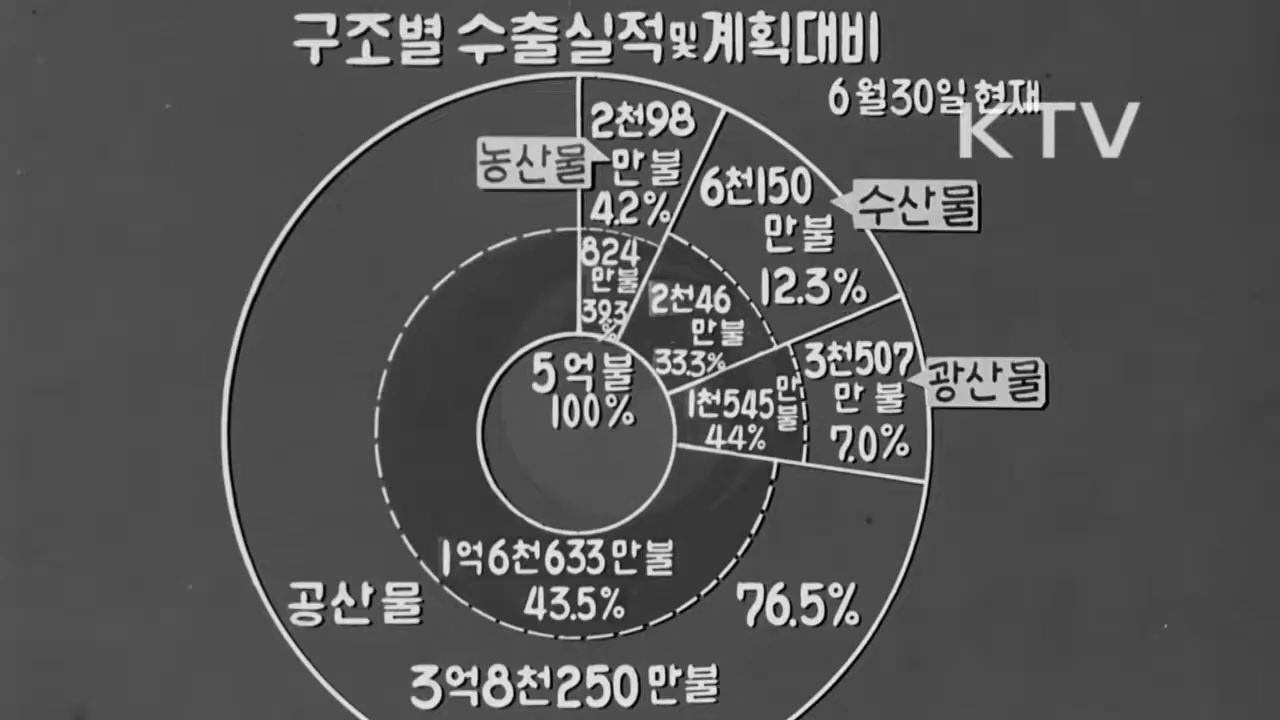 구조별 수출실적및계획대비
6월30일 현재
KTV
농산물
2천98
만불
4.2%
824
만불
39.3
%
수산물
6천150
만불
12.3%
2천46
만불
33.3%
광산물
3천507
만불
7.0%
1천545만불
44%
5억불
100%
1억6천633만불
43.5%
공산물
76.5%
3억8천250만불